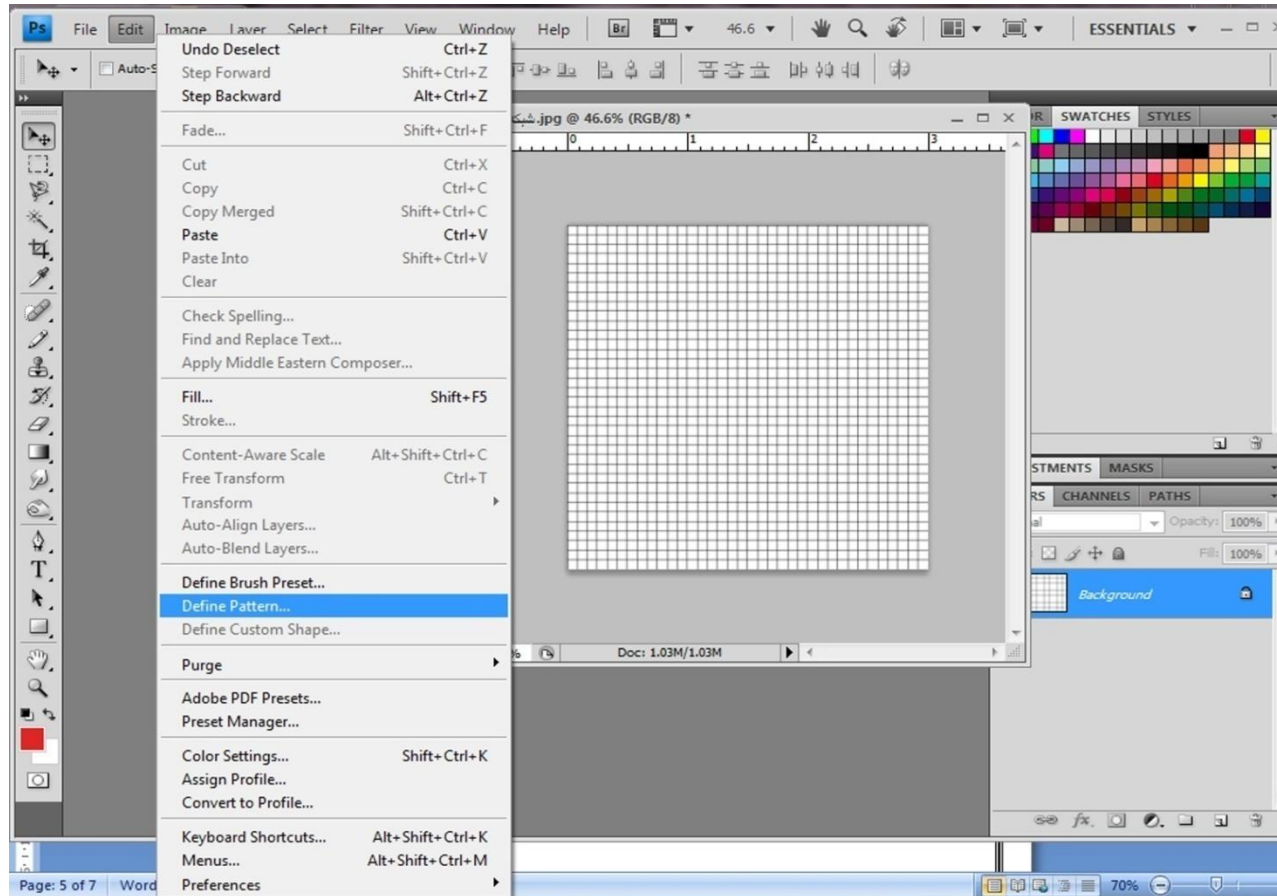 Ps File Edit Image Layer Select Filter View Window Help Br 46.6 ESSENTIALS
Auto-S
Undo Deselect Ctrl+Z
Step Forward Shift+Ctrl+Z
Step Backward Alt+Ctrl+Z
Fade... Shift+Ctrl+F
Cut Ctrl+X
Copy Ctrl+C
Copy Merged Shift+Ctrl+C
Paste Ctrl+V
Paste Into Shift+Ctrl+V
Clear
Check Spelling...
Find and Replace Text...
Apply Middle Eastern Composer...
Fill... Shift+F5
Stroke...
Content-Aware Scale Alt+Shift+Ctrl+C
Free Transform Ctrl+T
Transform
Auto-Align Layers...
Auto-Blend Layers...
Define Brush Preset...
Define Pattern...
Define Custom Shape...
Purge
Adobe PDF Presets...
Preset Manager...
Color Settings... Shift+Ctrl+K
Assign Profile...
Convert to Profile...
Keyboard Shortcuts... Alt+Shift+Ctrl+K
Menus... Alt+Shift+Ctrl+M
Preferences
.jpg @ 46.6% (RGB/8) *
0 1 2 3
% Doc: 1.03M/1.03M
R SWATCHES STYLES
STMENTS MASKS
RS CHANNELS PATHS
al Opacity: 100%
Fill: 100%
Background
fx.
Page: 5 of 7 Word 70%